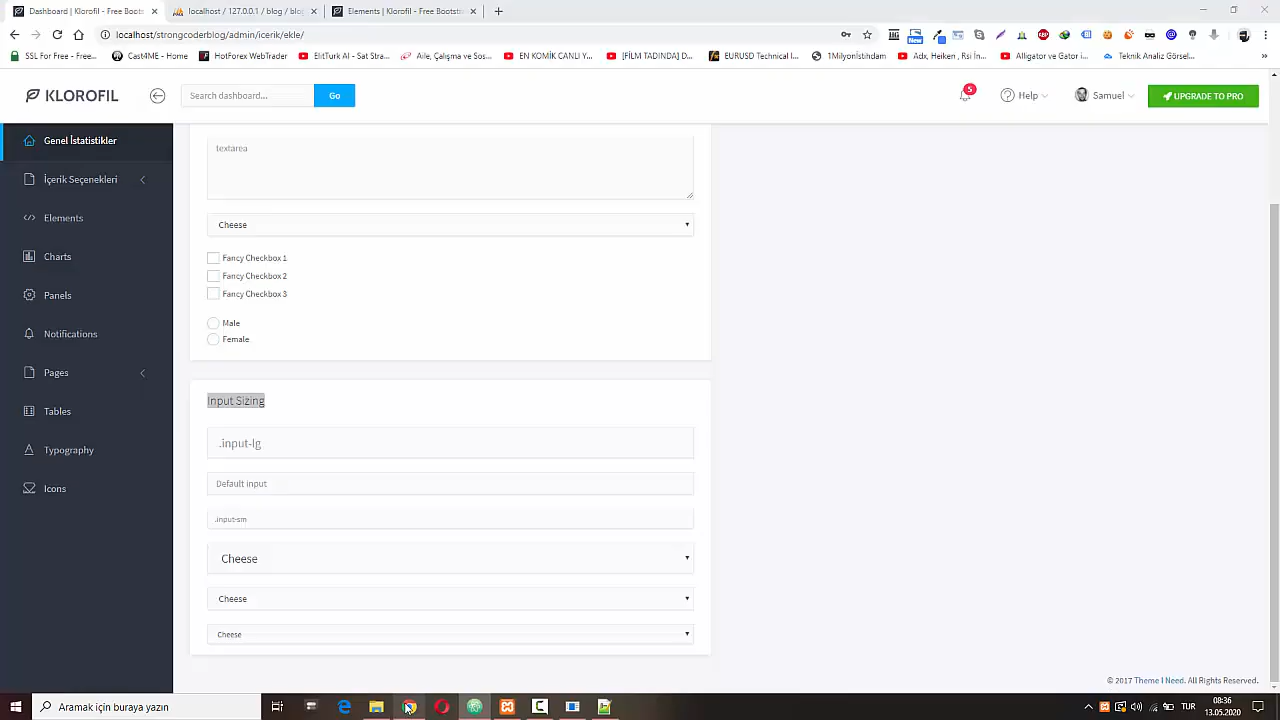 Dashboard | Klorofil - Free Boots
localhost / 127.0.0.1 / blog / blo
Elements | Klorofil - Free Bootstr
localhost/strongcoderblog/admin/icerik/ekle/
New
SSL For Free - Free...
Cast4ME - Home
FastForexWebTrader
ElitTurk AI - Sat Stra...
Aile, Çalışma ve Sos...
EN KOMİK CANLI Y...
[FİLM TADINDA] D...
EURUSD Technical I...
1Milyonİstihdam
Adx, Heiken , Rsi İn...
Alligator ve Gator i...
Teknik Analiz Görsel...
KLOROFIL
Search dashboard...
Go
5
Help
Samuel
UPGRADE TO PRO
Genel İstatistikler
İçerik Seçenekleri
Elements
Charts
Panels
Notifications
Pages
Tables
Typography
Icons
textarea
Cheese
Fancy Checkbox 1
Fancy Checkbox 2
Fancy Checkbox 3
Male
Female
Input Sizing
.input-lg
Default input
.input-sm
Cheese
Cheese
Cheese
© 2017 Theme I Need. All Rights Reserved.
Aramak için buraya yazın
TUR
08:36
13.05.2020